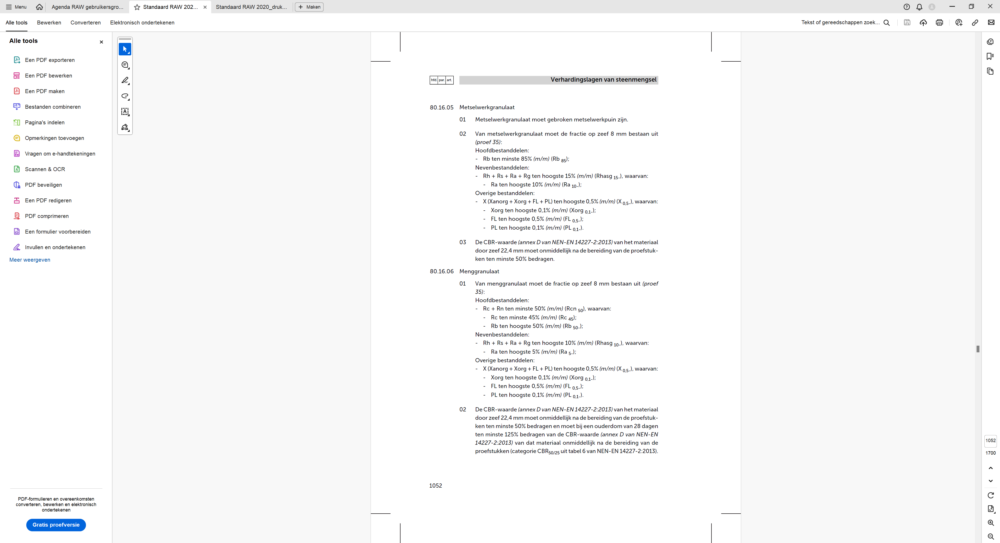 Menu
Agenda RAW gebruikersgro...
Standaard RAW 202...
Standaard RAW 2020_druk...
Maken
Alle tools
Bewerken
Converteren
Elektronisch ondertekenen
Tekst of gereedschappen zoek...
Alle tools
Een PDF exporteren
Een PDF bewerken
Een PDF maken
Bestanden combineren
Pagina's indelen
Opmerkingen toevoegen
Vragen om e-handtekeningen
Scannen & OCR
PDF beveiligen
Een PDF redigeren
PDF comprimeren
Een formulier voorbereiden
Invullen en ondertekenen
Meer weergeven
PDF-formulieren en overeenkomsten
converteren, bewerken en elektronisch
ondertekenen
Gratis proefversie
hfd. par. art.
Verhardingslagen van steenmengsel
80.16.05 Metselwerkgranulaat
01 Metselwerkgranulaat moet gebroken metselwerkpuin zijn.
02 Van metselwerkgranulaat moet de fractie op zeef 8 mm bestaan uit
(proef 35):
Hoofdbestanddelen:
- Rb ten minste 85% (m/m) (Rb 85);
Nevenbestanddelen:
- Rh + Rs + Ra + Rg ten hoogste 15% (m/m) (Rhasg 15-), waarvan:
- Ra ten hoogste 10% (m/m) (Ra 10-);
Overige bestanddelen:
- X (Xanorg + Xorg + FL + PL) ten hoogste 0,5% (m/m) (X 0,5-), waarvan:
- Xorg ten hoogste 0,1% (m/m) (Xorg 0,1-);
- FL ten hoogste 0,5% (m/m) (FL 0,5-);
- PL ten hoogste 0,1% (m/m) (PL 0,1-).
03 De CBR-waarde (annex D van NEN-EN 14227-2:2013) van het materiaal
door zeef 22,4 mm moet onmiddellijk na de bereiding van de proefstuk-
ken ten minste 50% bedragen.
80.16.06 Menggranulaat
01 Van menggranulaat moet de fractie op zeef 8 mm bestaan uit (proef
35):
Hoofdbestanddelen:
- Rc + Rn ten minste 50% (m/m) (Rcn 50), waarvan:
- Rc ten minste 45% (m/m) (Rc 45);
- Rb ten hoogste 50% (m/m) (Rb 50-);
Nevenbestanddelen:
- Rh + Rs + Ra + Rg ten hoogste 10% (m/m) (Rhasg 10-), waarvan:
- Ra ten hoogste 5% (m/m) (Ra 5-);
Overige bestanddelen:
- X (Xanorg + Xorg + FL + PL) ten hoogste 0,5% (m/m) (X 0,5-), waarvan:
- Xorg ten hoogste 0,1% (m/m) (Xorg 0,1-);
- FL ten hoogste 0,5% (m/m) (FL 0,5-);
- PL ten hoogste 0,1% (m/m) (PL 0,1-).
02 De CBR-waarde (annex D van NEN-EN 14227-2:2013) van het materiaal
door zeef 22,4 mm moet onmiddellijk na de bereiding van de proefstuk-
ken ten minste 50% bedragen en moet bij een ouderdom van 28 dagen
ten minste 125% bedragen van de CBR-waarde (annex D van NEN-EN
14227-2:2013) van dat materiaal onmiddellijk na de bereiding van de
proefstukken (categorie CBR50/25 uit tabel 6 van NEN-EN 14227-2:2013).
1052
1052
1700